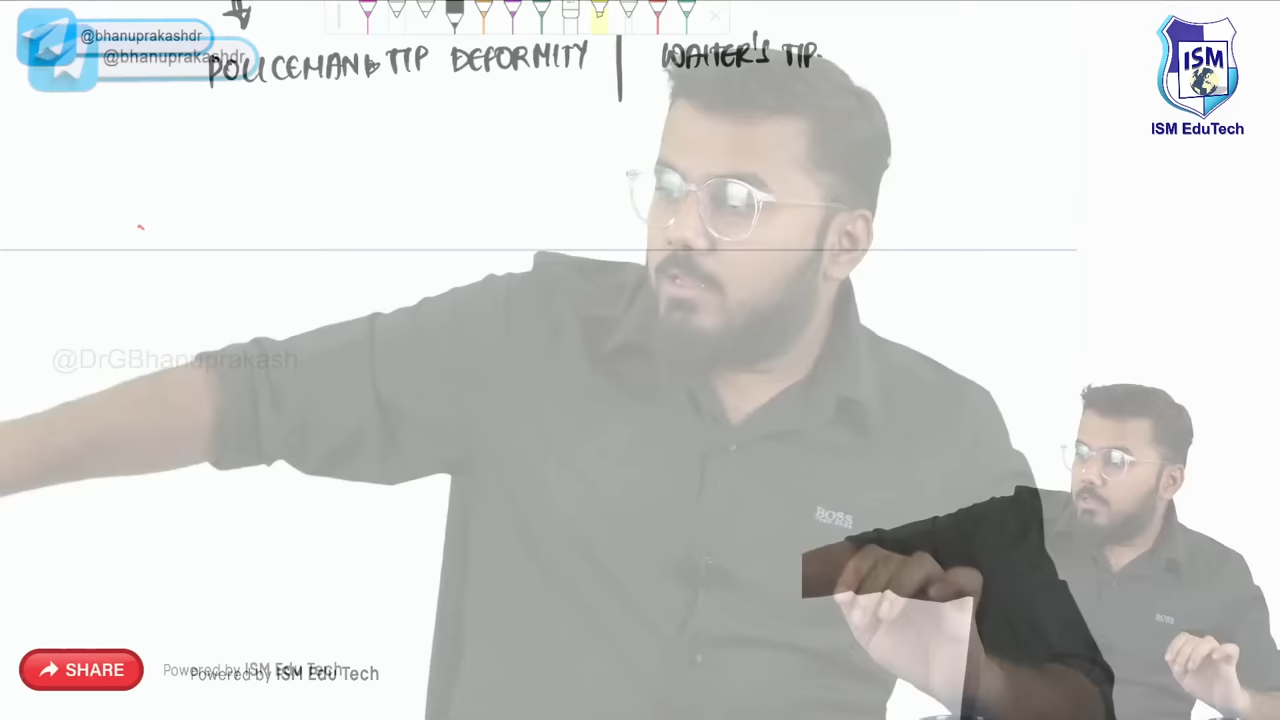 @bhanuprakashdr
@bhanuprakashdr
POLICEMAN TIP DEFORMITY | WAITER'S TIP.
ISM
ISM EduTech
@DrGBhanuprakash
BOSS
BOSS
SHARE
Powered by ISM Edu Tech
Powered by ISM Edu Tech